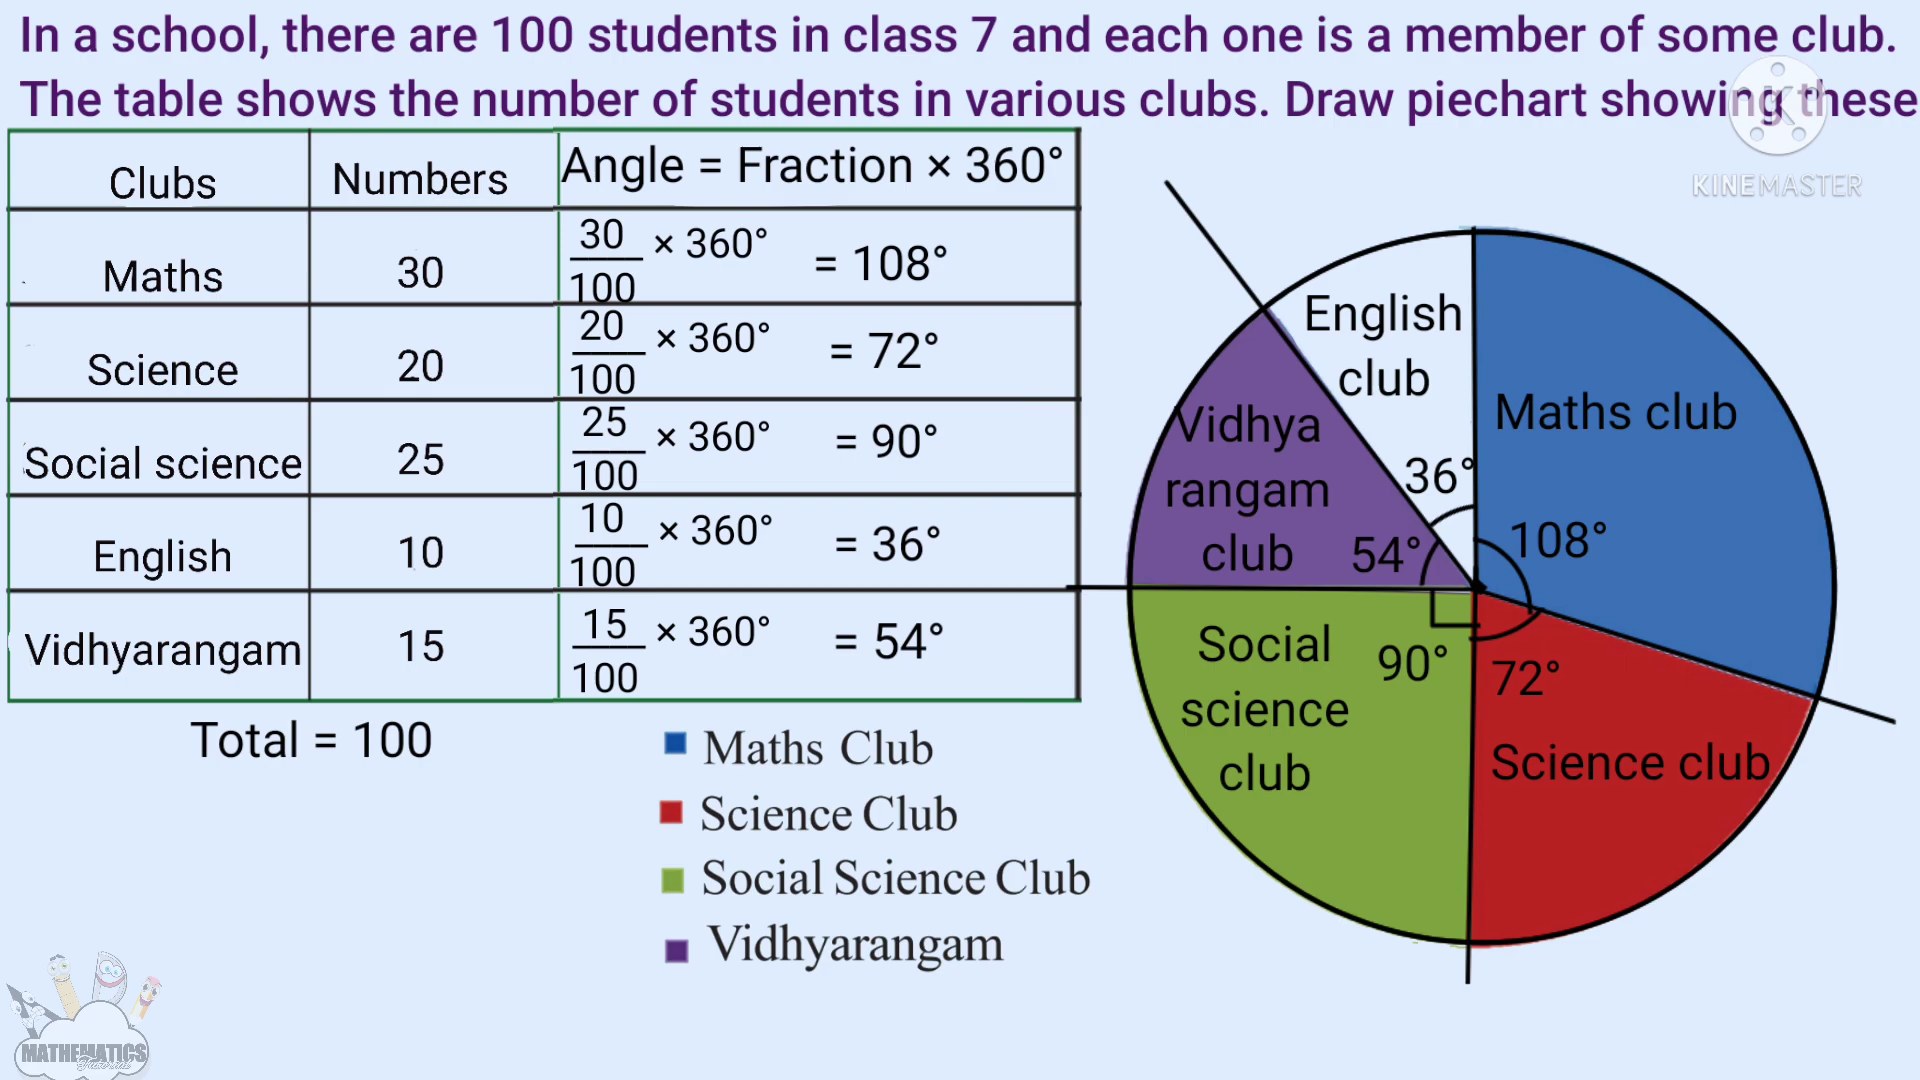 In a school, there are 100 students in class 7 and each one is a member of some club.
The table shows the number of students in various clubs. Draw piechart showing these
KINEMASTER
Clubs Numbers Angle = Fraction × 360°
Maths 30 30/100 × 360° = 108°
Science 20 20/100 × 360° = 72°
Social science 25 25/100 × 360° = 90°
English 10 10/100 × 360° = 36°
Vidhyarangam 15 15/100 × 360° = 54°
Total = 100
Maths Club
Science Club
Social Science Club
Vidhyarangam
English
club
36°
Maths club
108°
Vidhya
rangam
club
54°
Social
science
club
90°
72°
Science club
MATHEMATICS
Tutorial